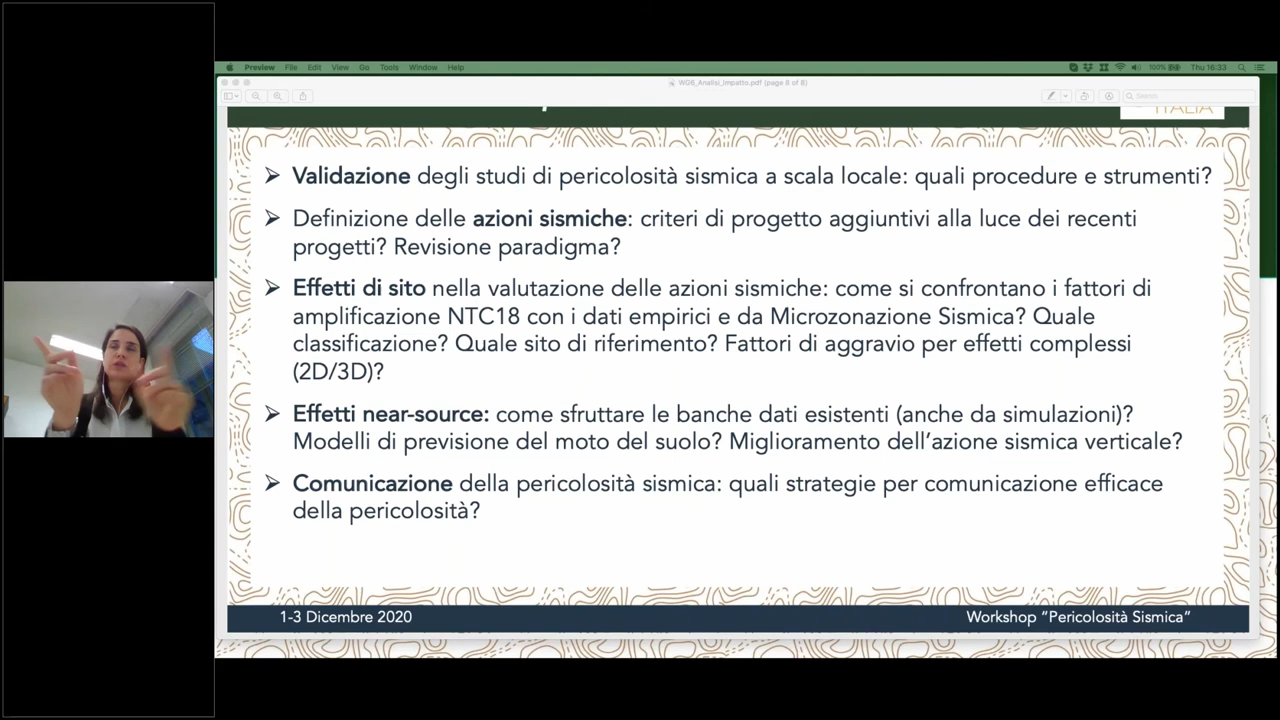 Preview File Edit View Go Tools Window Help 100% Thu 16:33
WG8_Analisi_Impatto.pdf (page 8 of 8)
Search
ITALIA
➢ Validazione degli studi di pericolosità sismica a scala locale: quali procedure e strumenti?
➢ Definizione delle azioni sismiche: criteri di progetto aggiuntivi alla luce dei recenti
progetti? Revisione paradigma?
➢ Effetti di sito nella valutazione delle azioni sismiche: come si confrontano i fattori di
amplificazione NTC18 con i dati empirici e da Microzonazione Sismica? Quale
classificazione? Quale sito di riferimento? Fattori di aggravio per effetti complessi
(2D/3D)?
➢ Effetti near-source: come sfruttare le banche dati esistenti (anche da simulazioni)?
Modelli di previsione del moto del suolo? Miglioramento dell’azione sismica verticale?
➢ Comunicazione della pericolosità sismica: quali strategie per comunicazione efficace
della pericolosità?
1-3 Dicembre 2020
Workshop “Pericolosità Sismica”